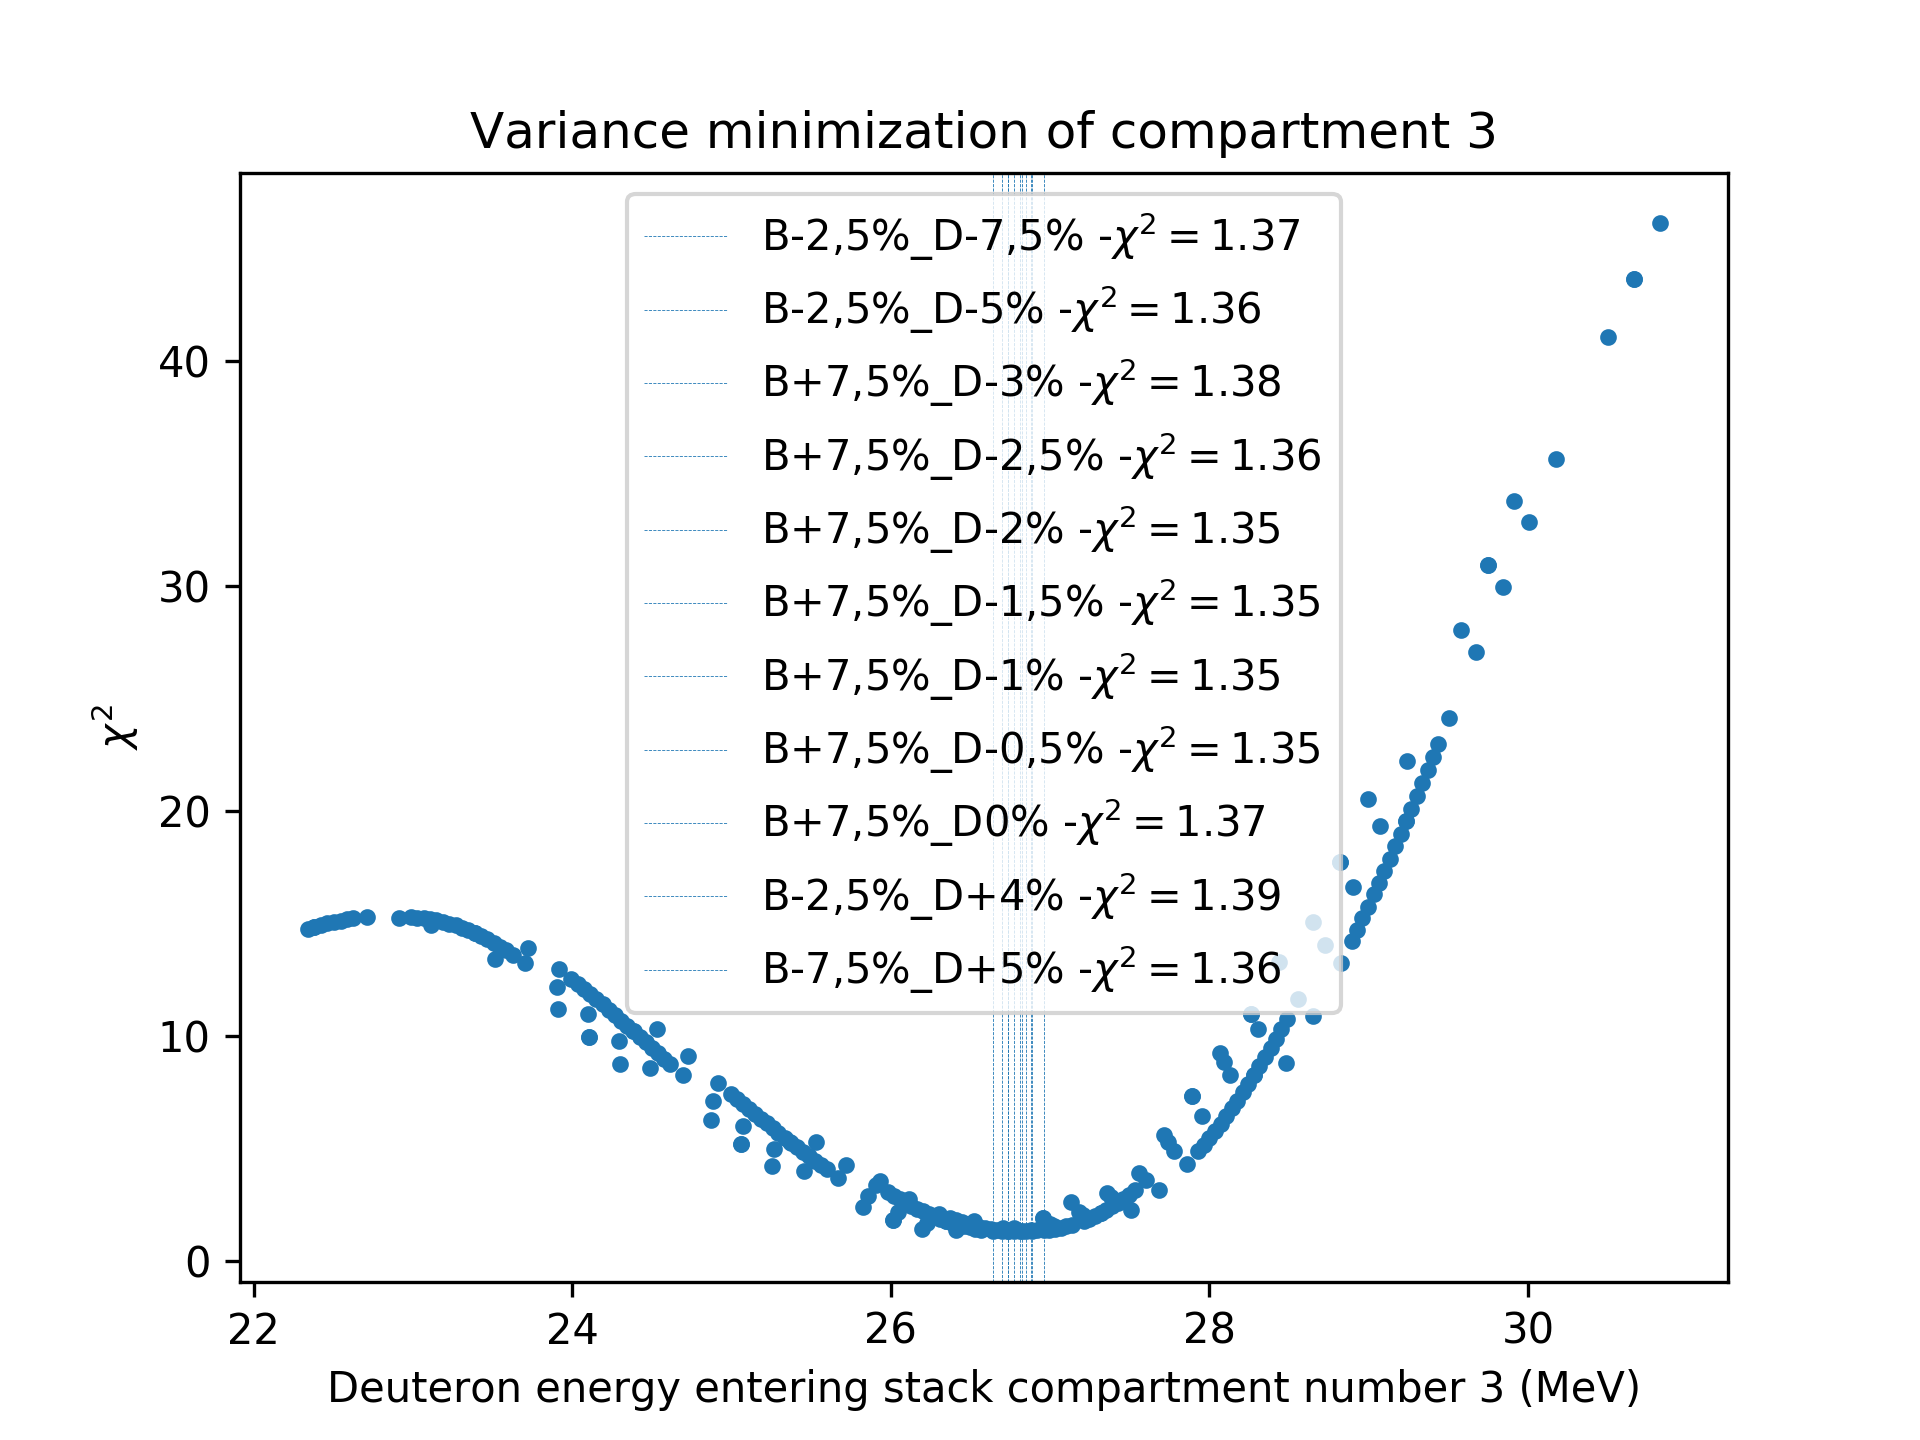 Variance minimization of compartment 3
B-2,5%_D-7,5% -χ² = 1.37
B-2,5%_D-5% -χ² = 1.36
B+7,5%_D-3% -χ² = 1.38
B+7,5%_D-2,5% -χ² = 1.36
B+7,5%_D-2% -χ² = 1.35
B+7,5%_D-1,5% -χ² = 1.35
B+7,5%_D-1% -χ² = 1.35
B+7,5%_D-0,5% -χ² = 1.35
B+7,5%_D0% -χ² = 1.37
B-2,5%_D+4% -χ² = 1.39
B-7,5%_D+5% -χ² = 1.36
χ²
40
30
20
10
0
22 24 26 28 30
Deuteron energy entering stack compartment number 3 (MeV)